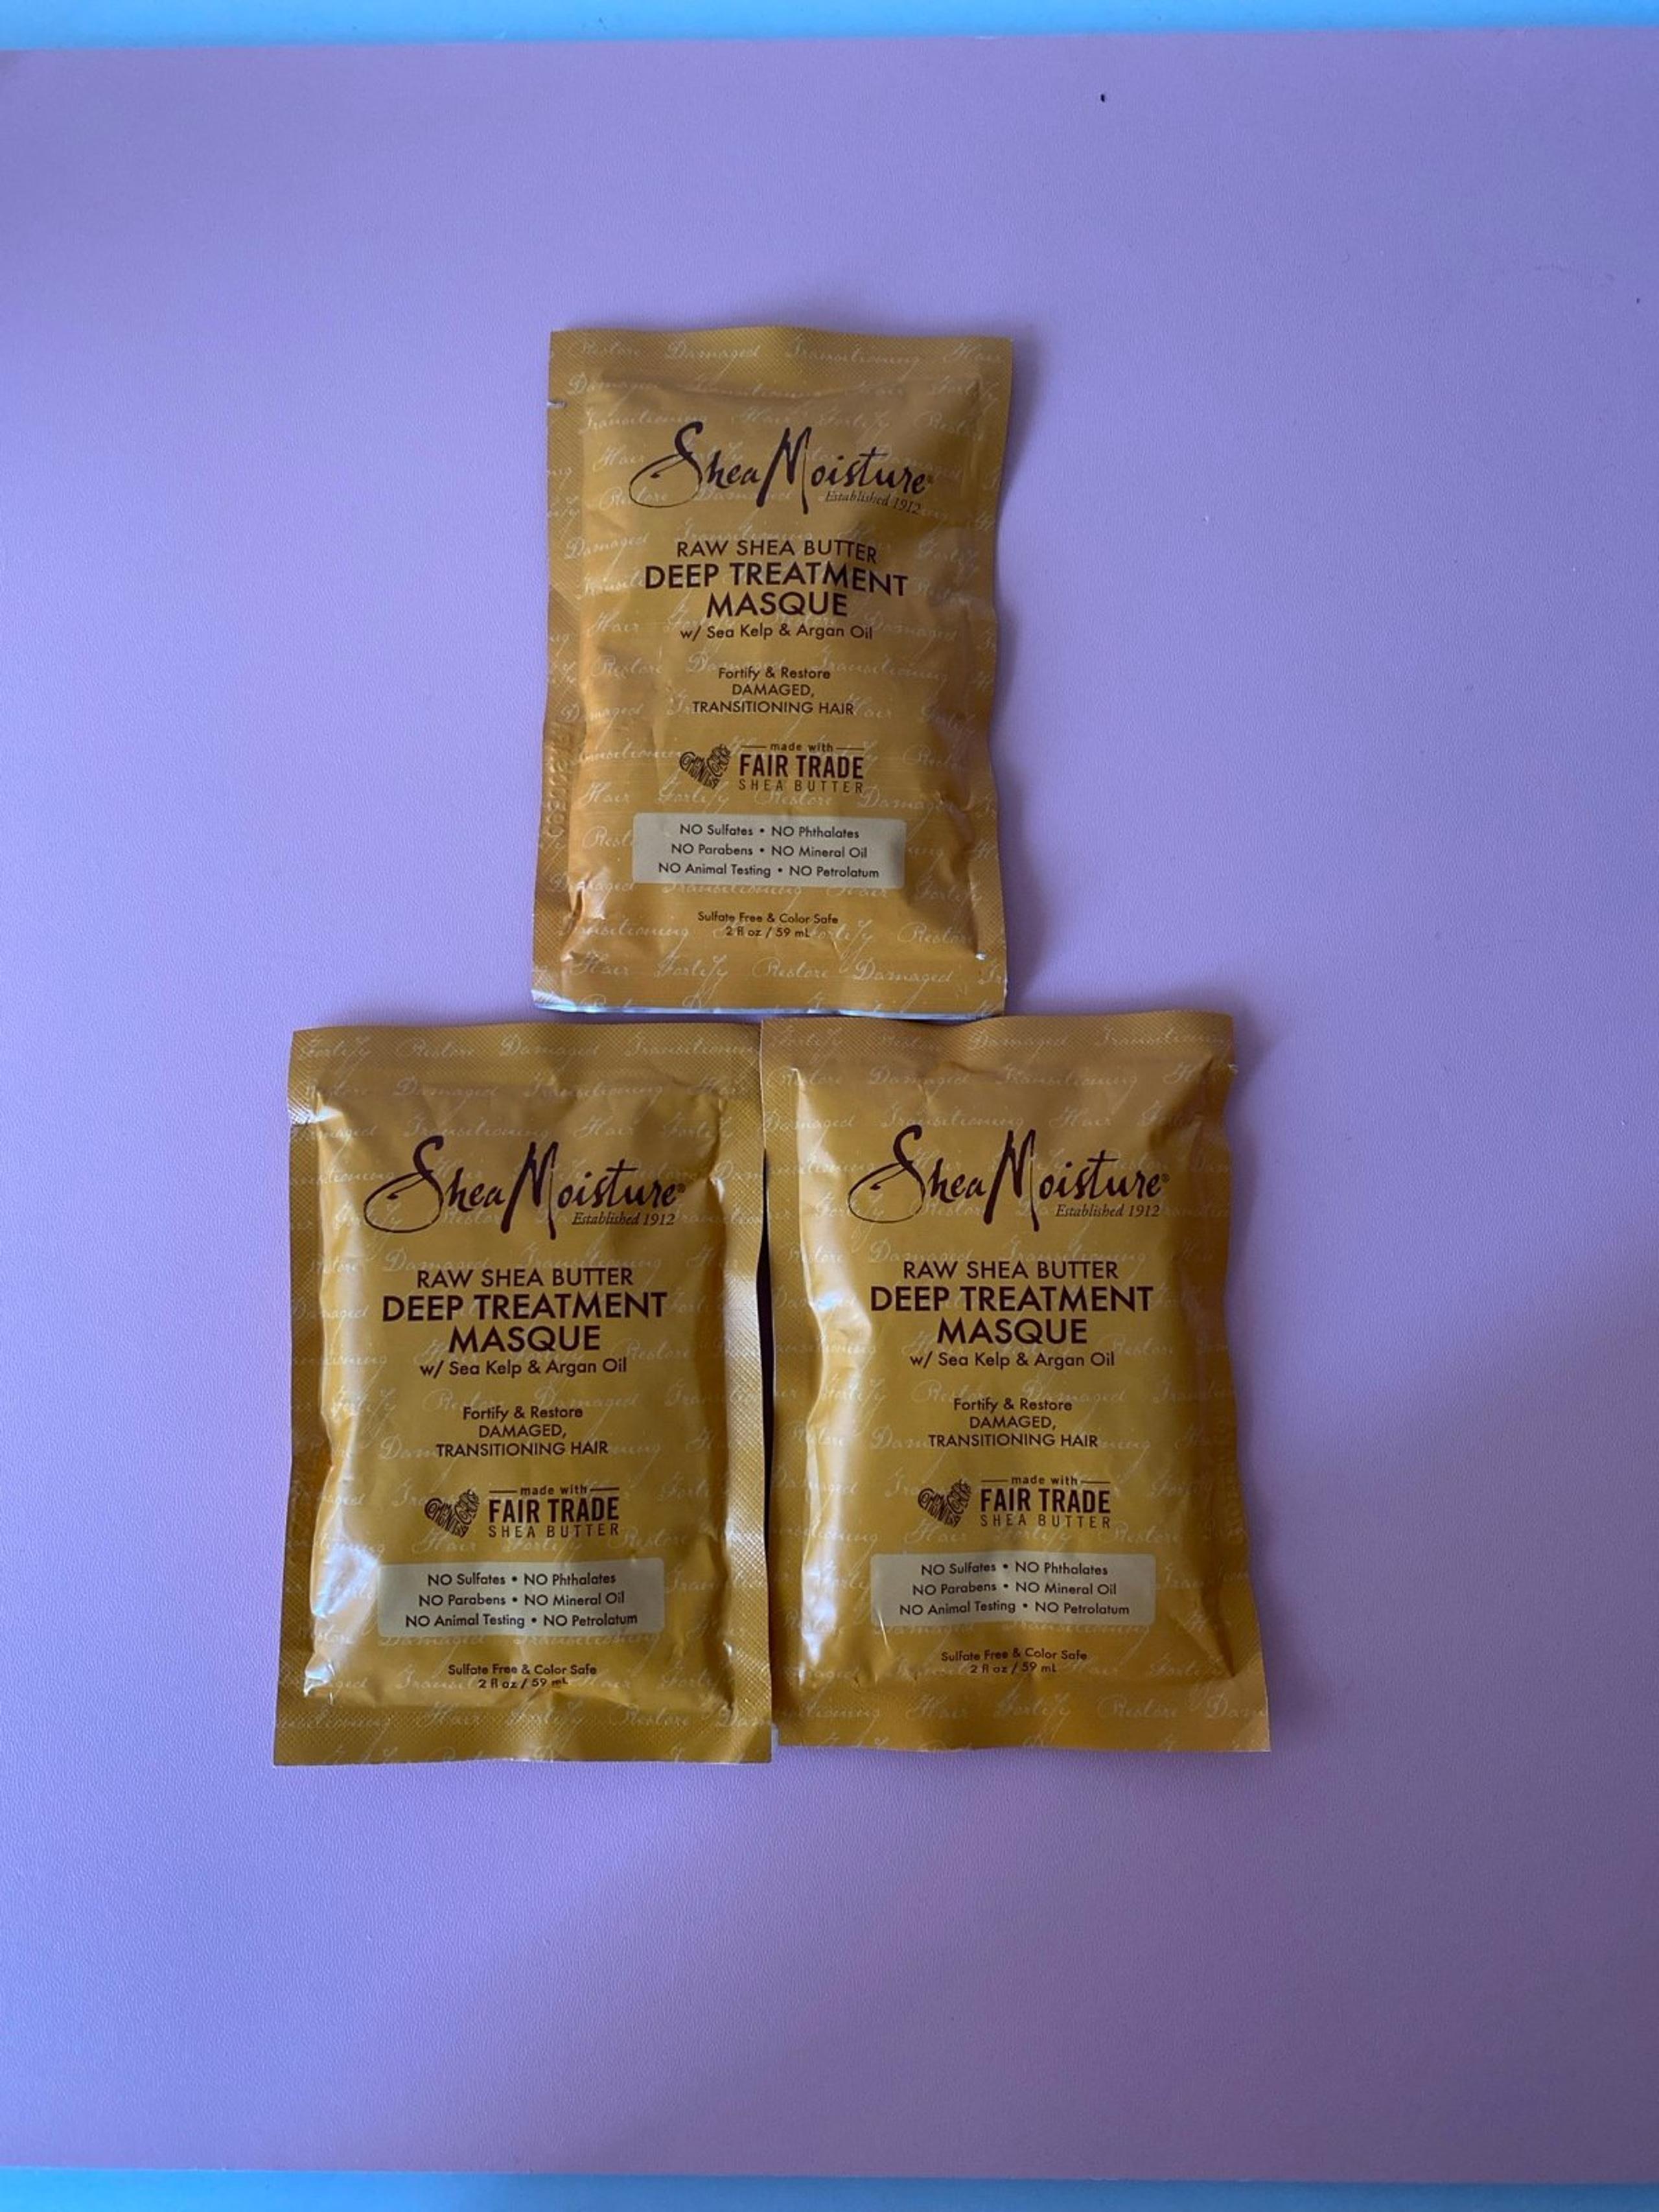 Shea Moisture®
Established 1912
RAW SHEA BUTTER
DEEP TREATMENT
MASQUE
w/ Sea Kelp & Argan Oil
Fortify & Restore
DAMAGED,
TRANSITIONING HAIR
made with
FAIR TRADE
SHEA BUTTER
NO Sulfates • NO Phthalates
NO Parabens • NO Mineral Oil
NO Animal Testing • NO Petrolatum
Sulfate Free & Color Safe
2 fl oz / 59 mL
Shea Moisture®
Established 1912
RAW SHEA BUTTER
DEEP TREATMENT
MASQUE
w/ Sea Kelp & Argan Oil
Fortify & Restore
DAMAGED,
TRANSITIONING HAIR
made with
FAIR TRADE
SHEA BUTTER
NO Sulfates • NO Phthalates
NO Parabens • NO Mineral Oil
NO Animal Testing • NO Petrolatum
Sulfate Free & Color Safe
2 fl oz / 59 mL
Shea Moisture®
Established 1912
RAW SHEA BUTTER
DEEP TREATMENT
MASQUE
w/ Sea Kelp & Argan Oil
Fortify & Restore
DAMAGED,
TRANSITIONING HAIR
made with
FAIR TRADE
SHEA BUTTER
NO Sulfates • NO Phthalates
NO Parabens • NO Mineral Oil
NO Animal Testing • NO Petrolatum
Sulfate Free & Color Safe
2 fl oz / 59 mL